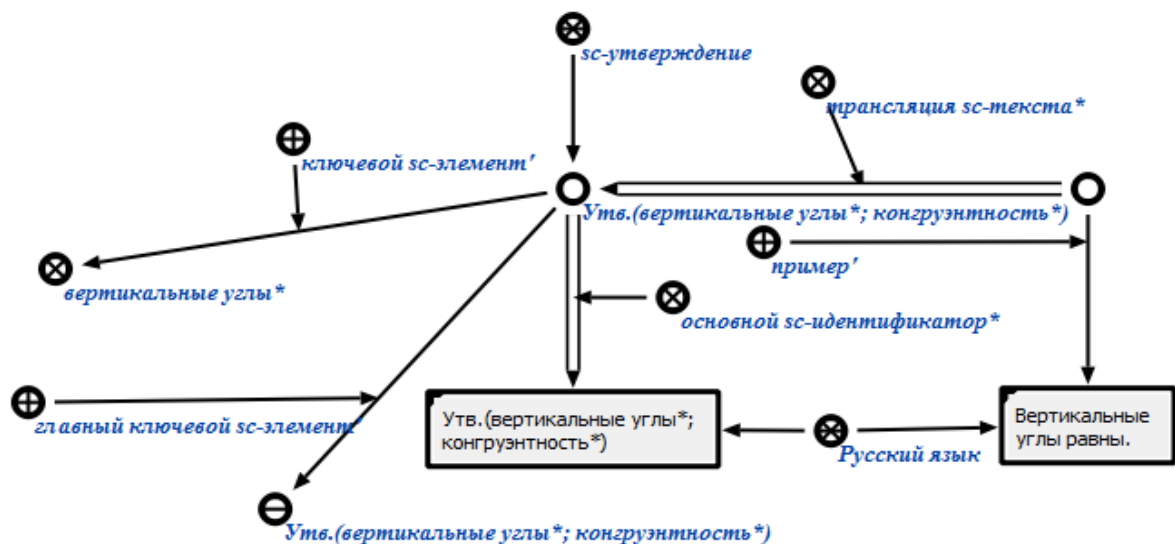 sc-утверждение
трансляция sc-текста*
ключевой sc-элемент'
Утв.(вертикальные углы*; конгруэнтность*)
пример'
вертикальные углы*
основной sc-идентификатор*
главный ключевой sc-элемент'
Утв.(вертикальные углы*;
конгруэнтность*)
Вертикальные
углы равны.
Русский язык
Утв.(вертикальные углы*; конгруэнтность*)